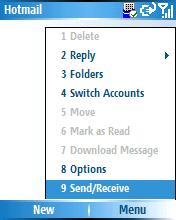 Hotmail
1 Delete
2 Reply
3 Folders
4 Switch Accounts
5 Move
6 Mark as Read
7 Download Message
8 Options
9 Send/Receive
New Menu